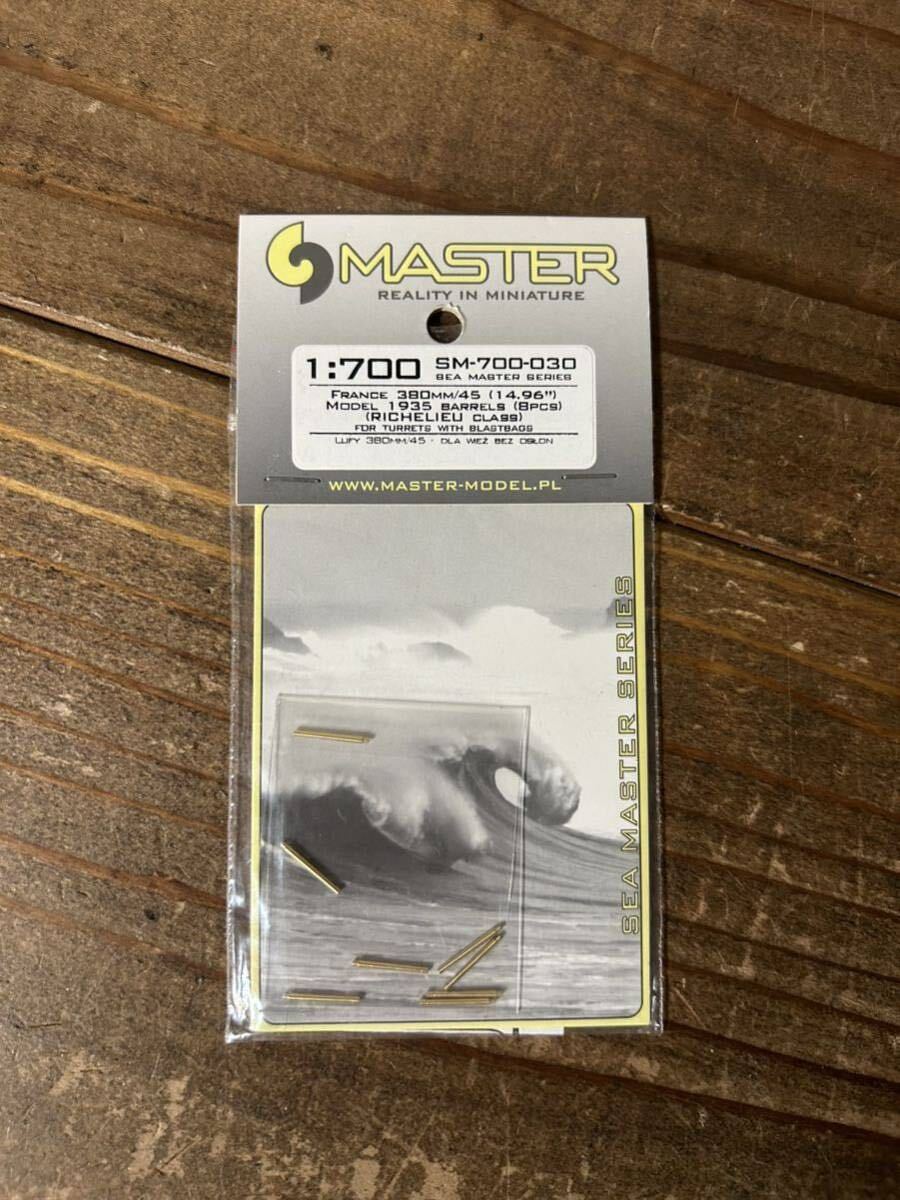 MASTER
REALITY IN MINIATURE
1:700 SM-700-030
SEA MASTER SERIES
FRANCE 380MM/45 (14.96")
MODEL 1935 BARRELS (8PCS)
(RICHELIEU CLASS)
FOR TURRETS WITH BLASTBAGS
LUFY 380MM/45 - DLA WIEŻ BEZ OSŁON
WWW.MASTER-MODEL.PL
SEA MASTER SERIES